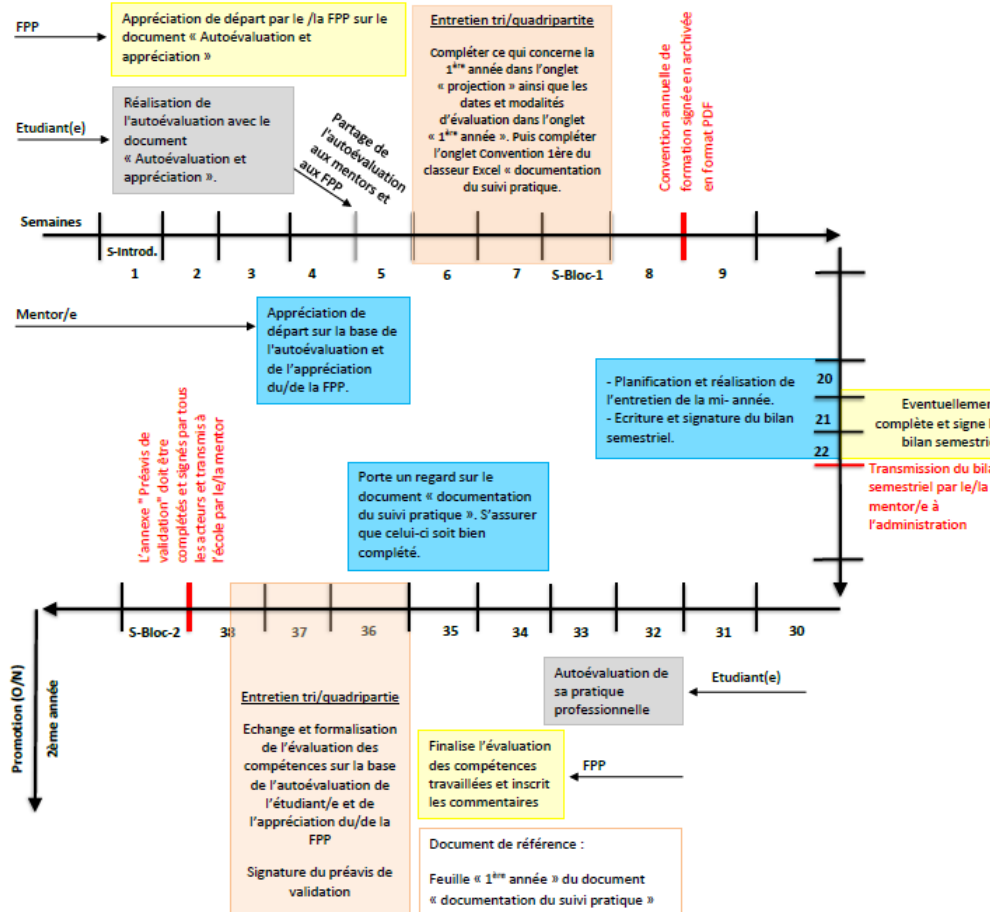 FPP
Appréciation de départ par le /la FPP sur le
document « Autoévaluation et
appréciation »
Etudiant(e)
Réalisation de
l'autoévaluation avec le
document
« Autoévaluation et
appréciation ».
Partage de
l'autoévaluation
aux mentors et
aux FPP
Entretien tri/quadripartite
Compléter ce qui concerne la
1ère année dans l'onglet
« projection » ainsi que les
dates et modalités
d'évaluation dans l'onglet
« 1ère année ». Puis compléter
l'onglet Convention 1ère du
classeur Excel « documentation
du suivi pratique.
Convention annuelle de
formation signée en archivée
en format PDF
Semaines
S-Introd.
1 2 3 4 5 6 7 S-Bloc-1 8 9
Mentor/e
Appréciation de
départ sur la base de
l'autoévaluation et
de l'appréciation
du/de la FPP.
- Planification et réalisation de
l'entretien de la mi- année.
- Ecriture et signature du bilan
semestriel.
20
21
22
Eventuellement
complète et signe
bilan
Transmission du
semestriel par le/la
mentor/e à
l'administration
L'annexe " Préavis de
validation" doit être
complétés et signés par tous
les acteurs et transmis à
l'école par le/la mentor
Porte un regard sur le
document « documentation
du suivi pratique ». S'assurer
que celui-ci soit bien
complété.
S-Bloc-2 38 37 36 35 34 33 32 31 30
Promotion (O/N)
2ème année
Entretien tri/quadripartie
Echange et formalisation
de l'évaluation des
compétences sur la base
de l'autoévaluation de
l'étudiant/e et de
l'appréciation du/de la
FPP
Signature du préavis de
validation
Autoévaluation de
sa pratique
professionnelle
Etudiant(e)
Finalise l'évaluation
des compétences
travaillées et inscrit
les commentaires
FPP
Document de référence :
Feuille « 1ère année » du document
« documentation du suivi pratique »